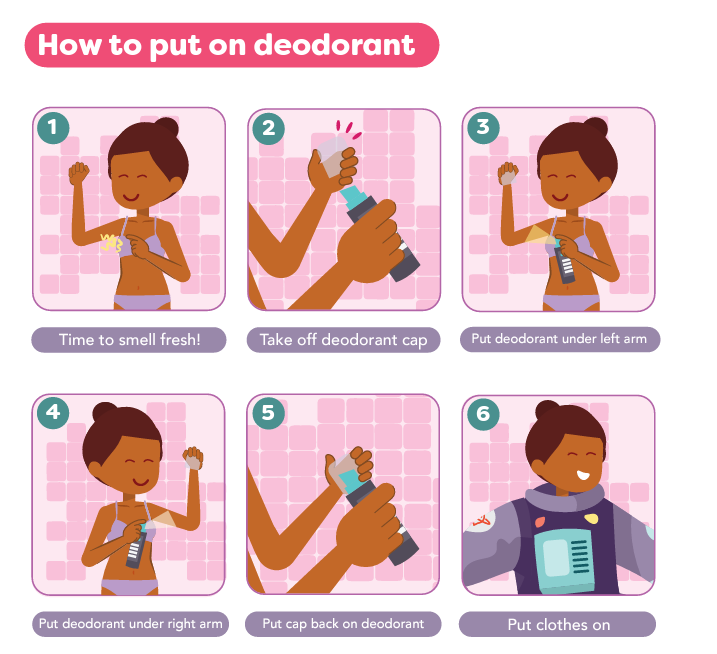 How to put on deodorant
1
2
3
Time to smell fresh!
Take off deodorant cap
Put deodorant under left arm
4
5
6
Put deodorant under right arm
Put cap back on deodorant
Put clothes on